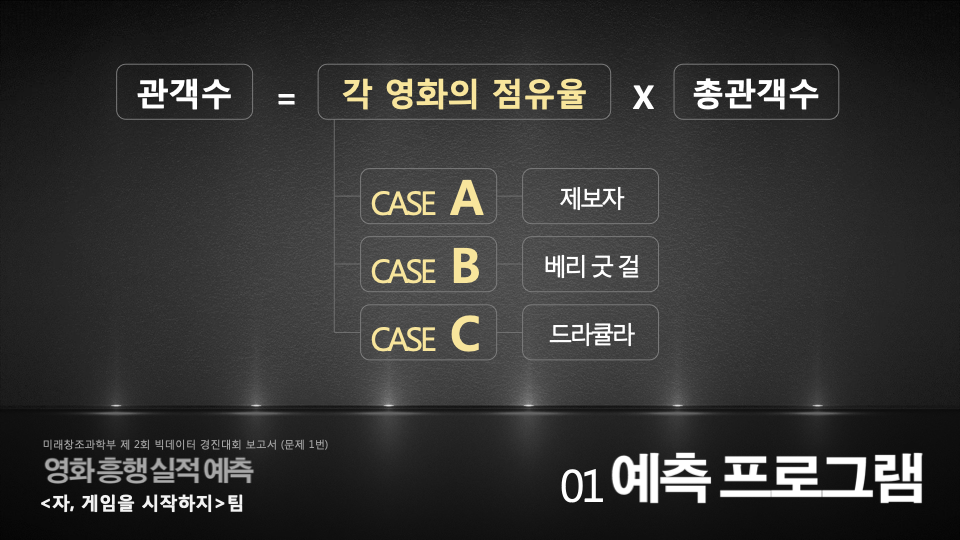 관객수 = 각 영화의 점유율 X 총관객수
CASE A 제보자
CASE B 베리 굿 걸
CASE C 드라큘라
미래창조과학부 제 2회 빅데이터 경진대회 보고서 (문제 1번)
영화 흥행 실적 예측
<자, 게임을 시작하지>팀
01 예측 프로그램